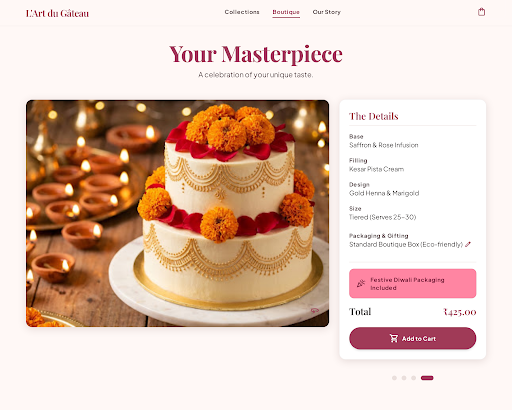 L'Art du Gâteau
Collections
Boutique
Our Story
Your Masterpiece
A celebration of your unique taste.
The Details
Base
Saffron & Rose Infusion
Filling
Kesar Pista Cream
Design
Gold Henna & Marigold
Size
Tiered (Serves 25–30)
Packaging & Gifting
Standard Boutique Box (Eco-friendly)
Festive Diwali Packaging
Included
Total
₹425.00
Add to Cart